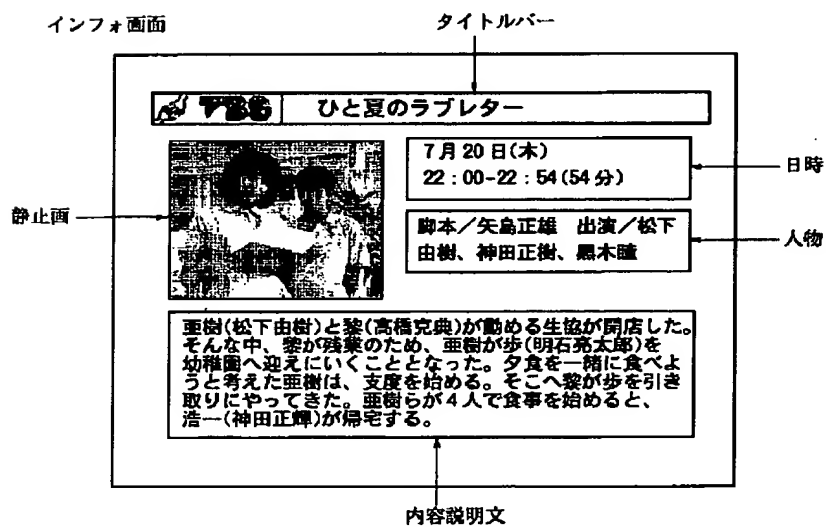 インフォ画面
タイトルバー
TBS ひと夏のラブレター
7月20日(木)
22:00-22:54(54分)
日時
静止画
脚本／矢島正雄 出演／松下
由樹、神田正樹、黒木瞳
人物
亜樹(松下由樹)と黎(高橋克典)が勤める生協が開店した。
そんな中、黎が残業のため、亜樹が歩(明石亮太郎)を
幼稚園へ迎えにいくこととなった。夕食を一緒に食べよ
うと考えた亜樹は、支度を始める。そこへ黎が歩を引き
取りにやってきた。亜樹らが4人で食事を始めると、
浩一(神田正輝)が帰宅する。
内容説明文